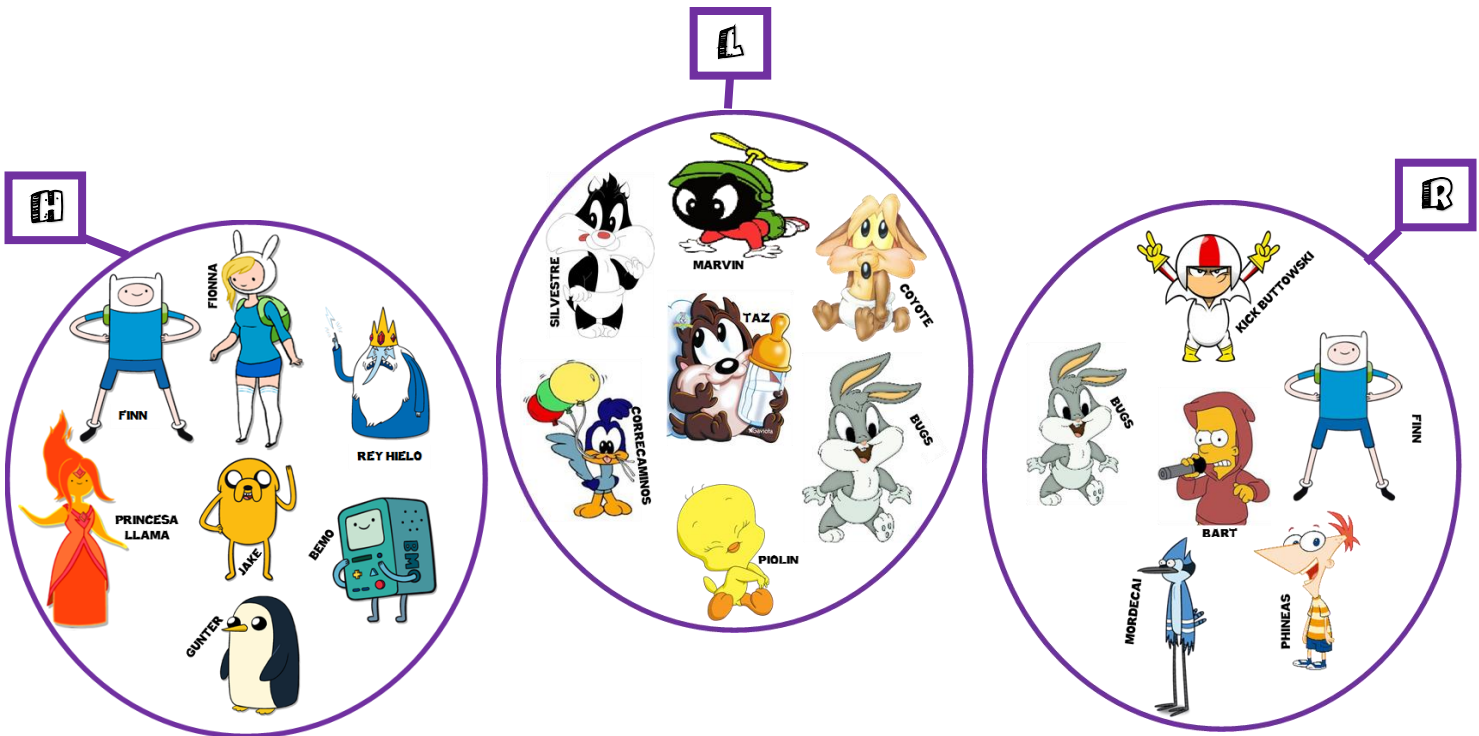 H
FIONNA
FINN
REY HIELO
PRINCESA
LLAMA
JAKE
BEMO
BMO
GUNTER
L
MARVIN
SILVESTRE
COYOTE
TAZ
CORRECAMINOS
BUGS
PIOLIN
R
KICK BUTTOWSKI
BUGS
FINN
BART
MORDECAI
PHINEAS